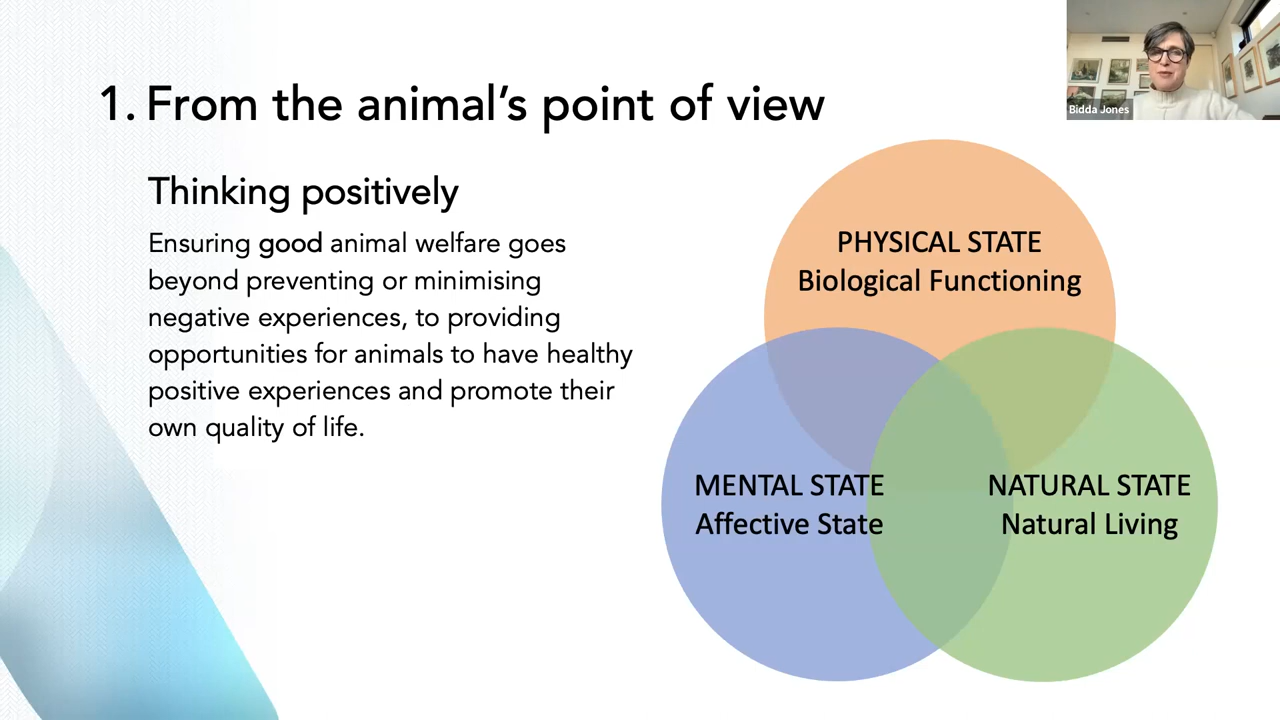 1. From the animal's point of view
Bidda Jones
Thinking positively
Ensuring good animal welfare goes
beyond preventing or minimising
negative experiences, to providing
opportunities for animals to have healthy
positive experiences and promote their
own quality of life.
PHYSICAL STATE
Biological Functioning
MENTAL STATE
Affective State
NATURAL STATE
Natural Living